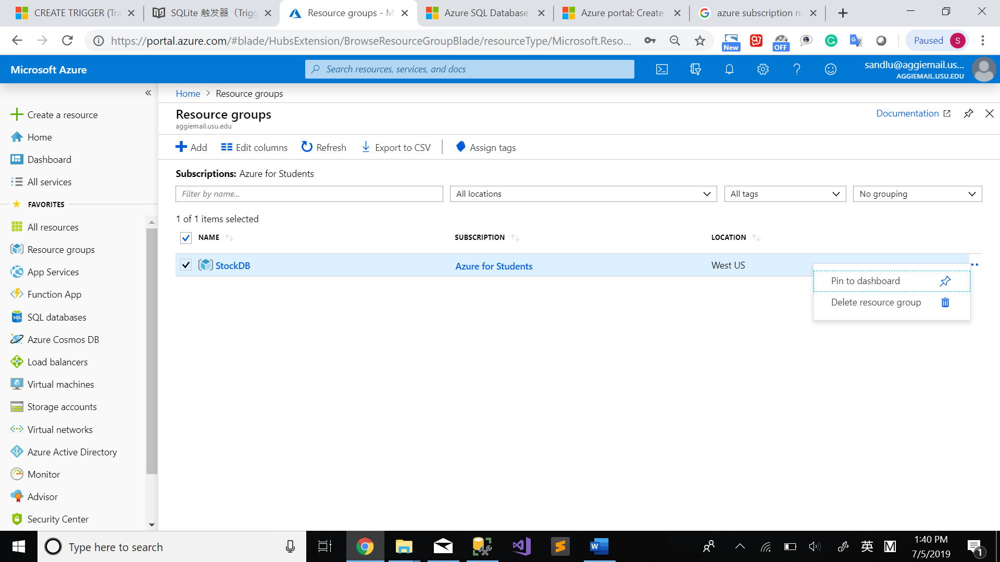 CREATE TRIGGER (Tra
SQLite 触发器（Trigg
Resource groups - M
Azure SQL Database
Azure portal: Create
azure subscription no
https://portal.azure.com/#blade/HubsExtension/BrowseResourceGroupBlade/resourceType/Microsoft.Reso...
New
OFF
Paused
S
Microsoft Azure
Search resources, services, and docs
sandlu@aggiemail.us...
AGGIEMAIL.USU.EDU
Create a resource
Home
Dashboard
All services
FAVORITES
All resources
Resource groups
App Services
Function App
SQL databases
Azure Cosmos DB
Load balancers
Virtual machines
Storage accounts
Virtual networks
Azure Active Directory
Monitor
Advisor
Security Center
Home > Resource groups
Resource groups
aggiemail.usu.edu
Documentation
Add
Edit columns
Refresh
Export to CSV
Assign tags
Subscriptions: Azure for Students
Filter by name...
All locations
All tags
No grouping
1 of 1 items selected
NAME
SUBSCRIPTION
LOCATION
StockDB
Azure for Students
West US
Pin to dashboard
Delete resource group
Type here to search
英
M
1:40 PM
7/5/2019
1